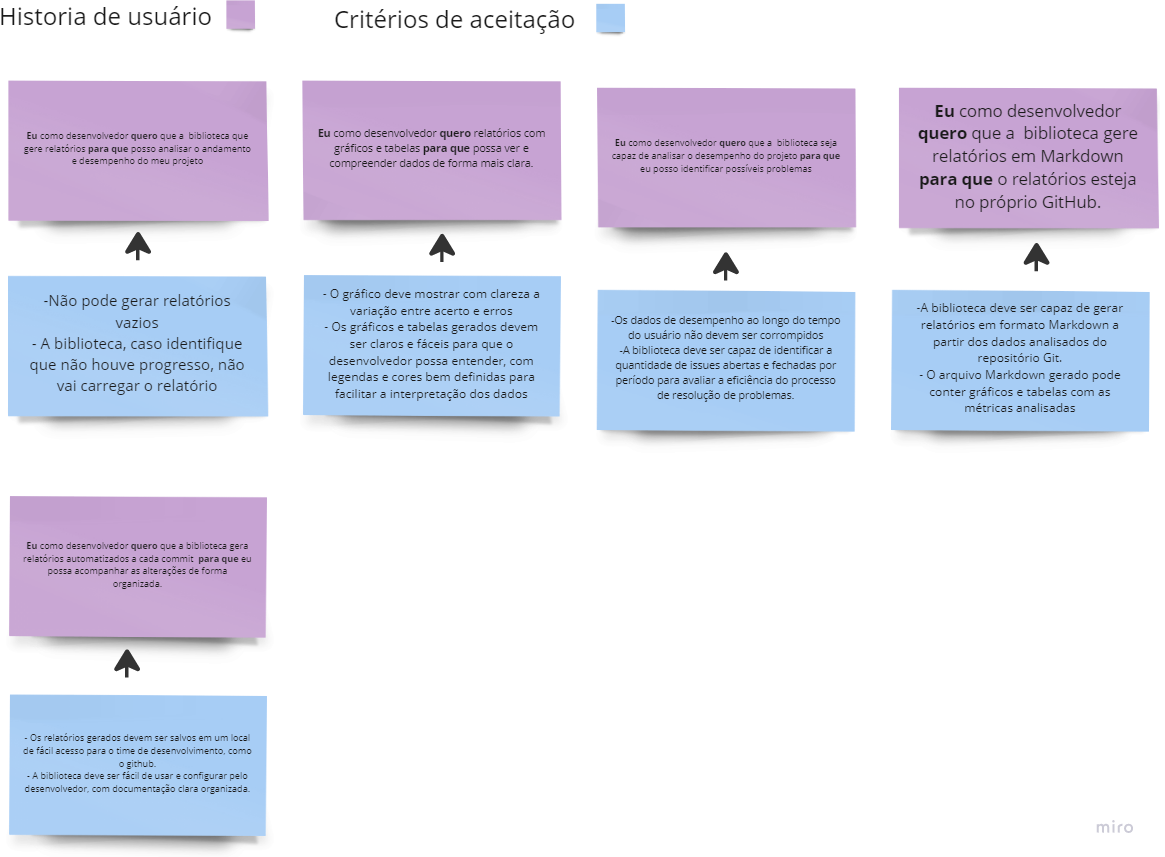 Historia de usuário
Critérios de aceitação
Eu como desenvolvedor quero que a biblioteca que
gere relatórios para que posso analisar o andamento
e desempenho do meu projeto
Eu como desenvolvedor quero relatórios com
gráficos e tabelas para que possa ver e
compreender dados de forma mais clara.
Eu como desenvolvedor quero que a biblioteca seja
capaz de analisar o desempenho do projeto para que
eu posso identificar possíveis problemas
Eu como desenvolvedor
quero que a biblioteca gere
relatórios em Markdown
para que o relatórios esteja
no próprio GitHub.
-Não pode gerar relatórios
vazios
- A biblioteca, caso identifique
que não houve progresso, não
vai carregar o relatório
- O gráfico deve mostrar com clareza a
variação entre acerto e erros
- Os gráficos e tabelas gerados devem
ser claros e fáceis para que o
desenvolvedor possa entender, com
legendas e cores bem definidas para
facilitar a interpretação dos dados
-Os dados de desempenho ao longo do tempo
do usuário não devem ser corrompidos
-A biblioteca deve ser capaz de identificar a
quantidade de issues abertas e fechadas por
período para avaliar a eficiência do processo
de resolução de problemas.
-A biblioteca deve ser capaz de gerar
relatórios em formato Markdown a
partir dos dados analisados do
repositório Git.
- O arquivo Markdown gerado pode
conter gráficos e tabelas com as
métricas analisadas
Eu como desenvolvedor quero que a biblioteca gera
relatórios automatizados a cada commit para que eu
possa acompanhar as alterações de forma
organizada.
- Os relatórios gerados devem ser salvos em um local
de fácil acesso para o time de desenvolvimento, como
o github.
- A biblioteca deve ser fácil de usar e configurar pelo
desenvolvedor, com documentação clara organizada.
miro